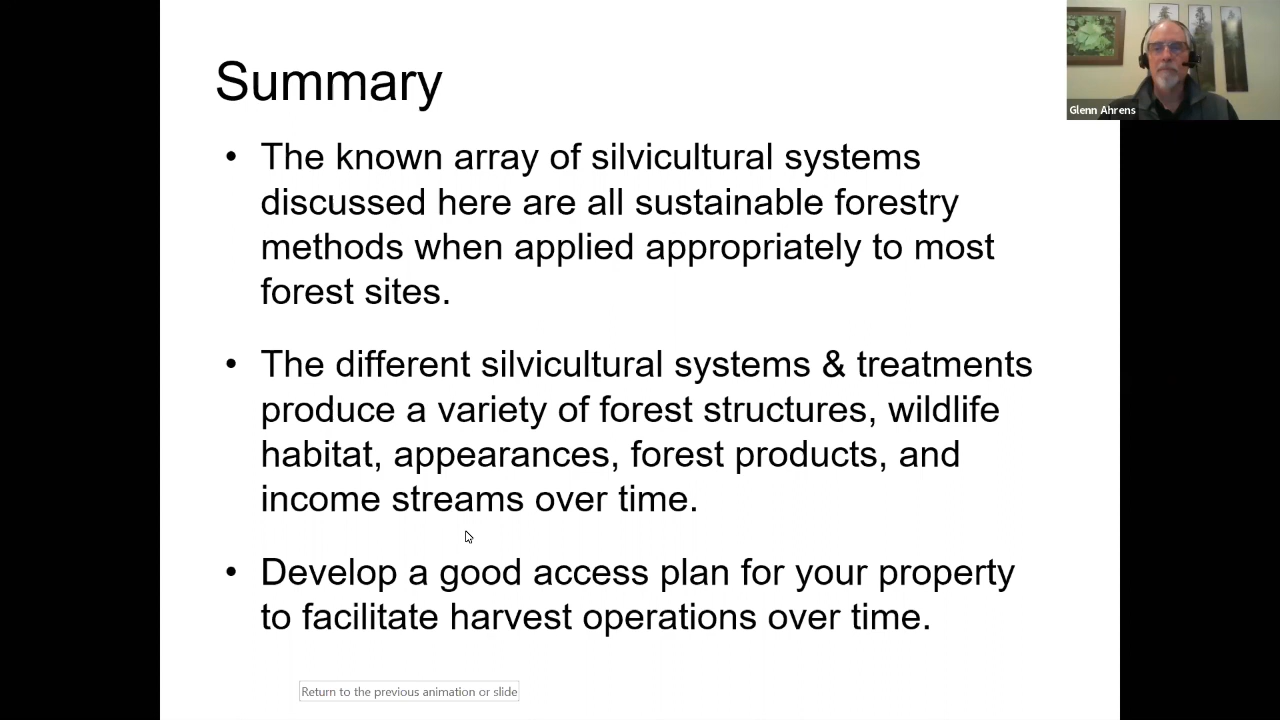 Summary
• The known array of silvicultural systems
discussed here are all sustainable forestry
methods when applied appropriately to most
forest sites.
• The different silvicultural systems & treatments
produce a variety of forest structures, wildlife
habitat, appearances, forest products, and
income streams over time.
• Develop a good access plan for your property
to facilitate harvest operations over time.
Return to the previous animation or slide
Glenn Ahrens